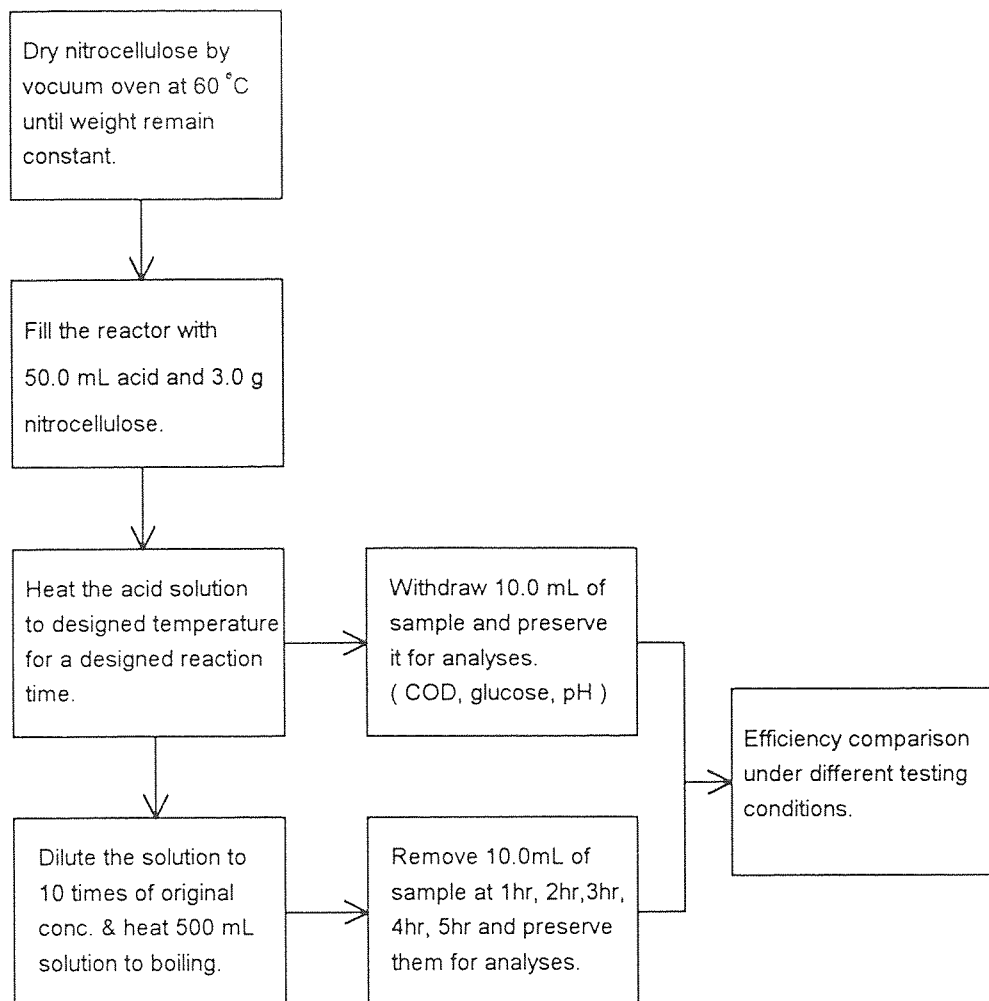 Dry nitrocellulose by
vocuum oven at 60 °C
until weight remain
constant.
Fill the reactor with
50.0 mL acid and 3.0 g
nitrocellulose.
Heat the acid solution
to designed temperature
for a designed reaction
time.
Withdraw 10.0 mL of
sample and preserve
it for analyses.
( COD, glucose, pH )
Dilute the solution to
10 times of original
conc. & heat 500 mL
solution to boiling.
Remove 10.0mL of
sample at 1hr, 2hr,3hr,
4hr, 5hr and preserve
them for analyses.
Efficiency comparison
under different testing
conditions.